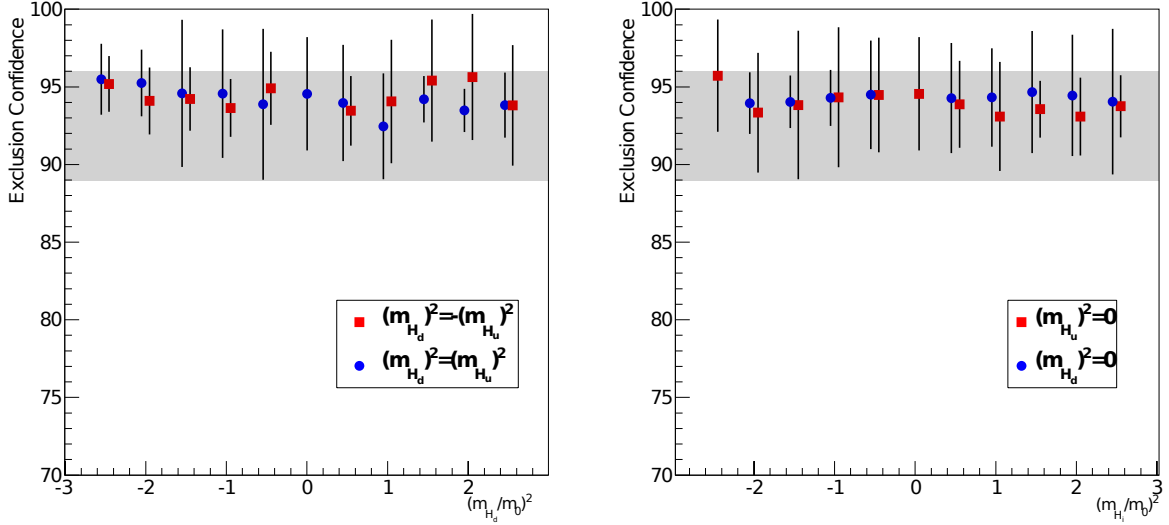 Exclusion Confidence
100
95
90
85
80
75
70
-3 -2 -1 0 1 2
(m_{H_d}/m_0)^2
(m_{H_d})^2=-(m_{H_u})^2
(m_{H_d})^2=(m_{H_u})^2
Exclusion Confidence
100
95
90
85
80
75
70
-2 -1 0 1 2 3
(m_{H_i}/m_0)^2
(m_{H_u})^2=0
(m_{H_d})^2=0